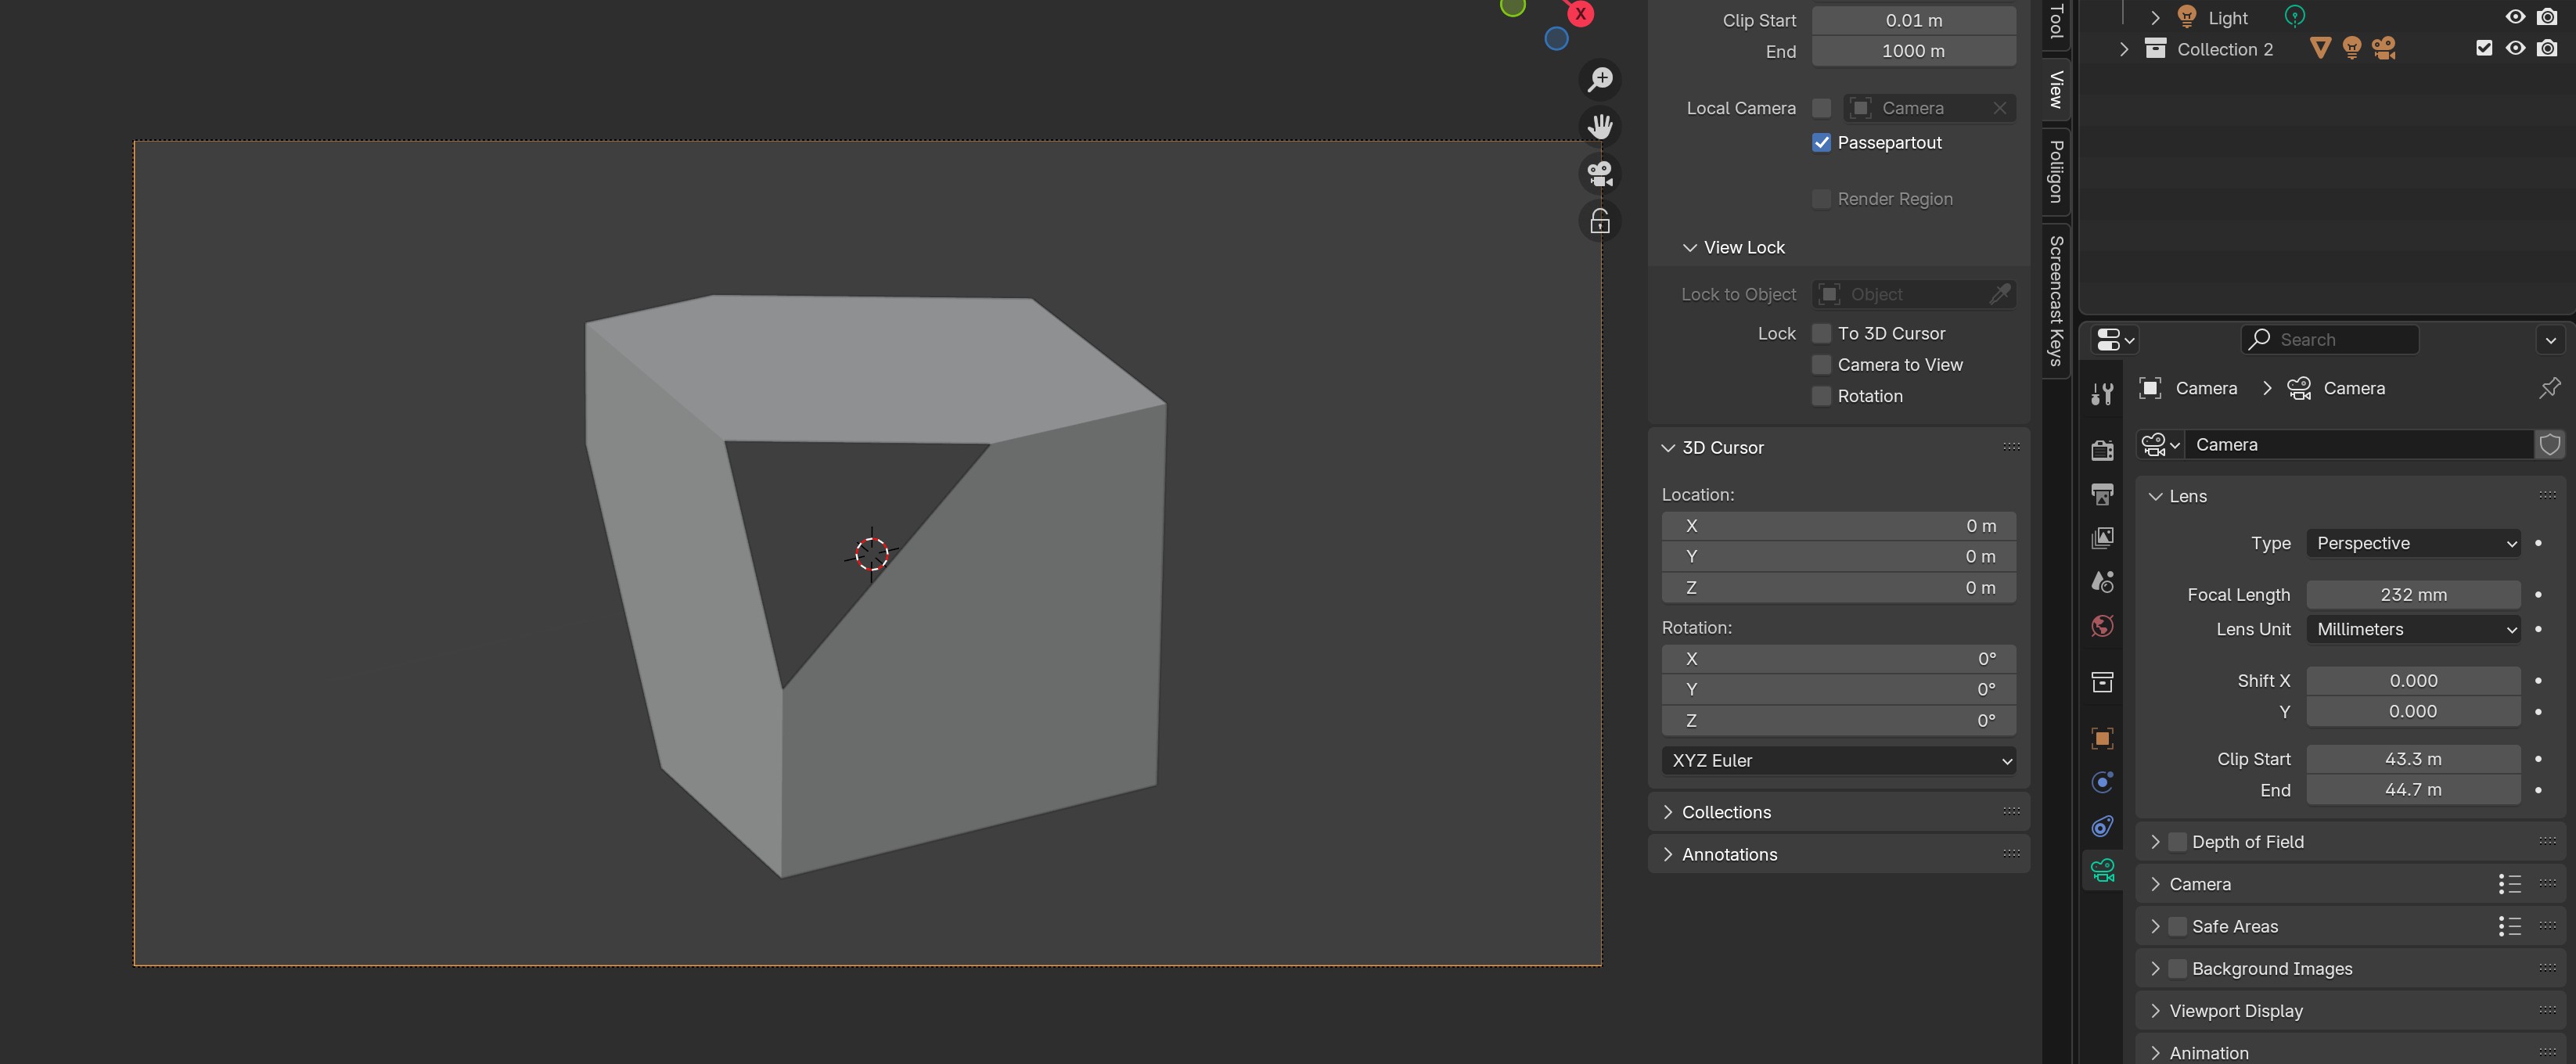 X
Clip Start 0.01 m
End 1000 m
Local Camera Camera
Passepartout
Render Region
View Lock
Lock to Object Object
Lock To 3D Cursor
Camera to View
Rotation
3D Cursor
Location:
X 0 m
Y 0 m
Z 0 m
Rotation:
X 0°
Y 0°
Z 0°
XYZ Euler
Collections
Annotations
Tool
View
Poliigon
Screencast Keys
Light
Collection 2
Search
Camera Camera
Camera
Lens
Type Perspective
Focal Length 232 mm
Lens Unit Millimeters
Shift X 0.000
Y 0.000
Clip Start 43.3 m
End 44.7 m
Depth of Field
Camera
Safe Areas
Background Images
Viewport Display
Animation